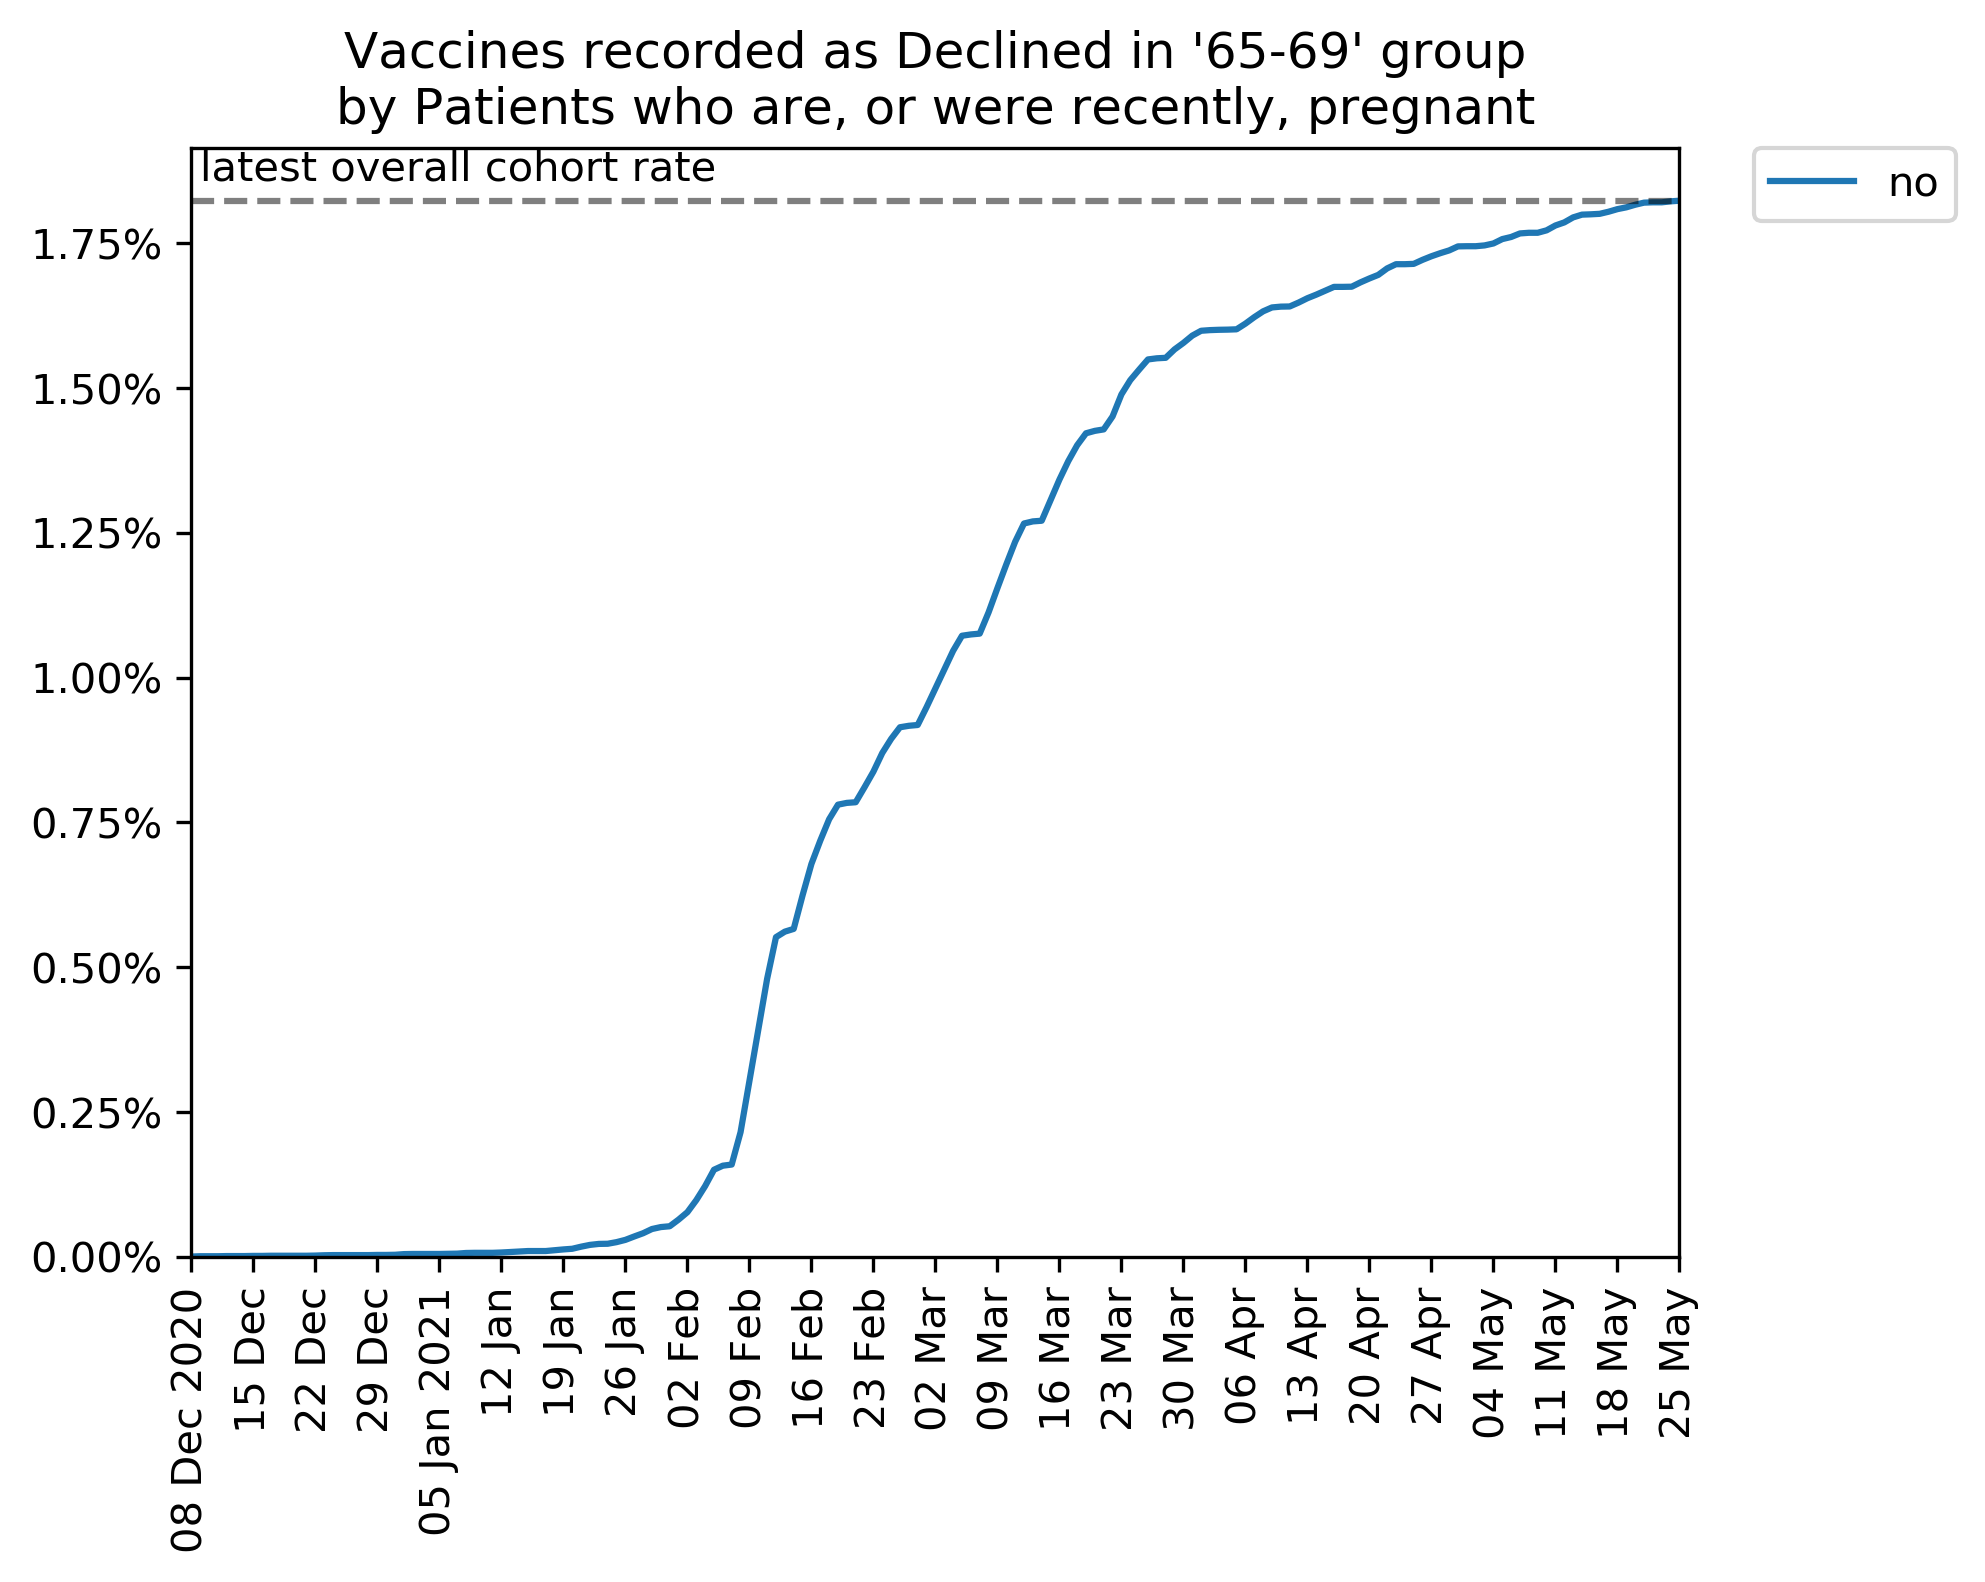 Vaccines recorded as Declined in '65-69' group
by Patients who are, or were recently, pregnant
latest overall cohort rate
no
1.75%
1.50%
1.25%
1.00%
0.75%
0.50%
0.25%
0.00%
08 Dec 2020
15 Dec
22 Dec
29 Dec
05 Jan 2021
12 Jan
19 Jan
26 Jan
02 Feb
09 Feb
16 Feb
23 Feb
02 Mar
09 Mar
16 Mar
23 Mar
30 Mar
06 Apr
13 Apr
20 Apr
27 Apr
04 May
11 May
18 May
25 May